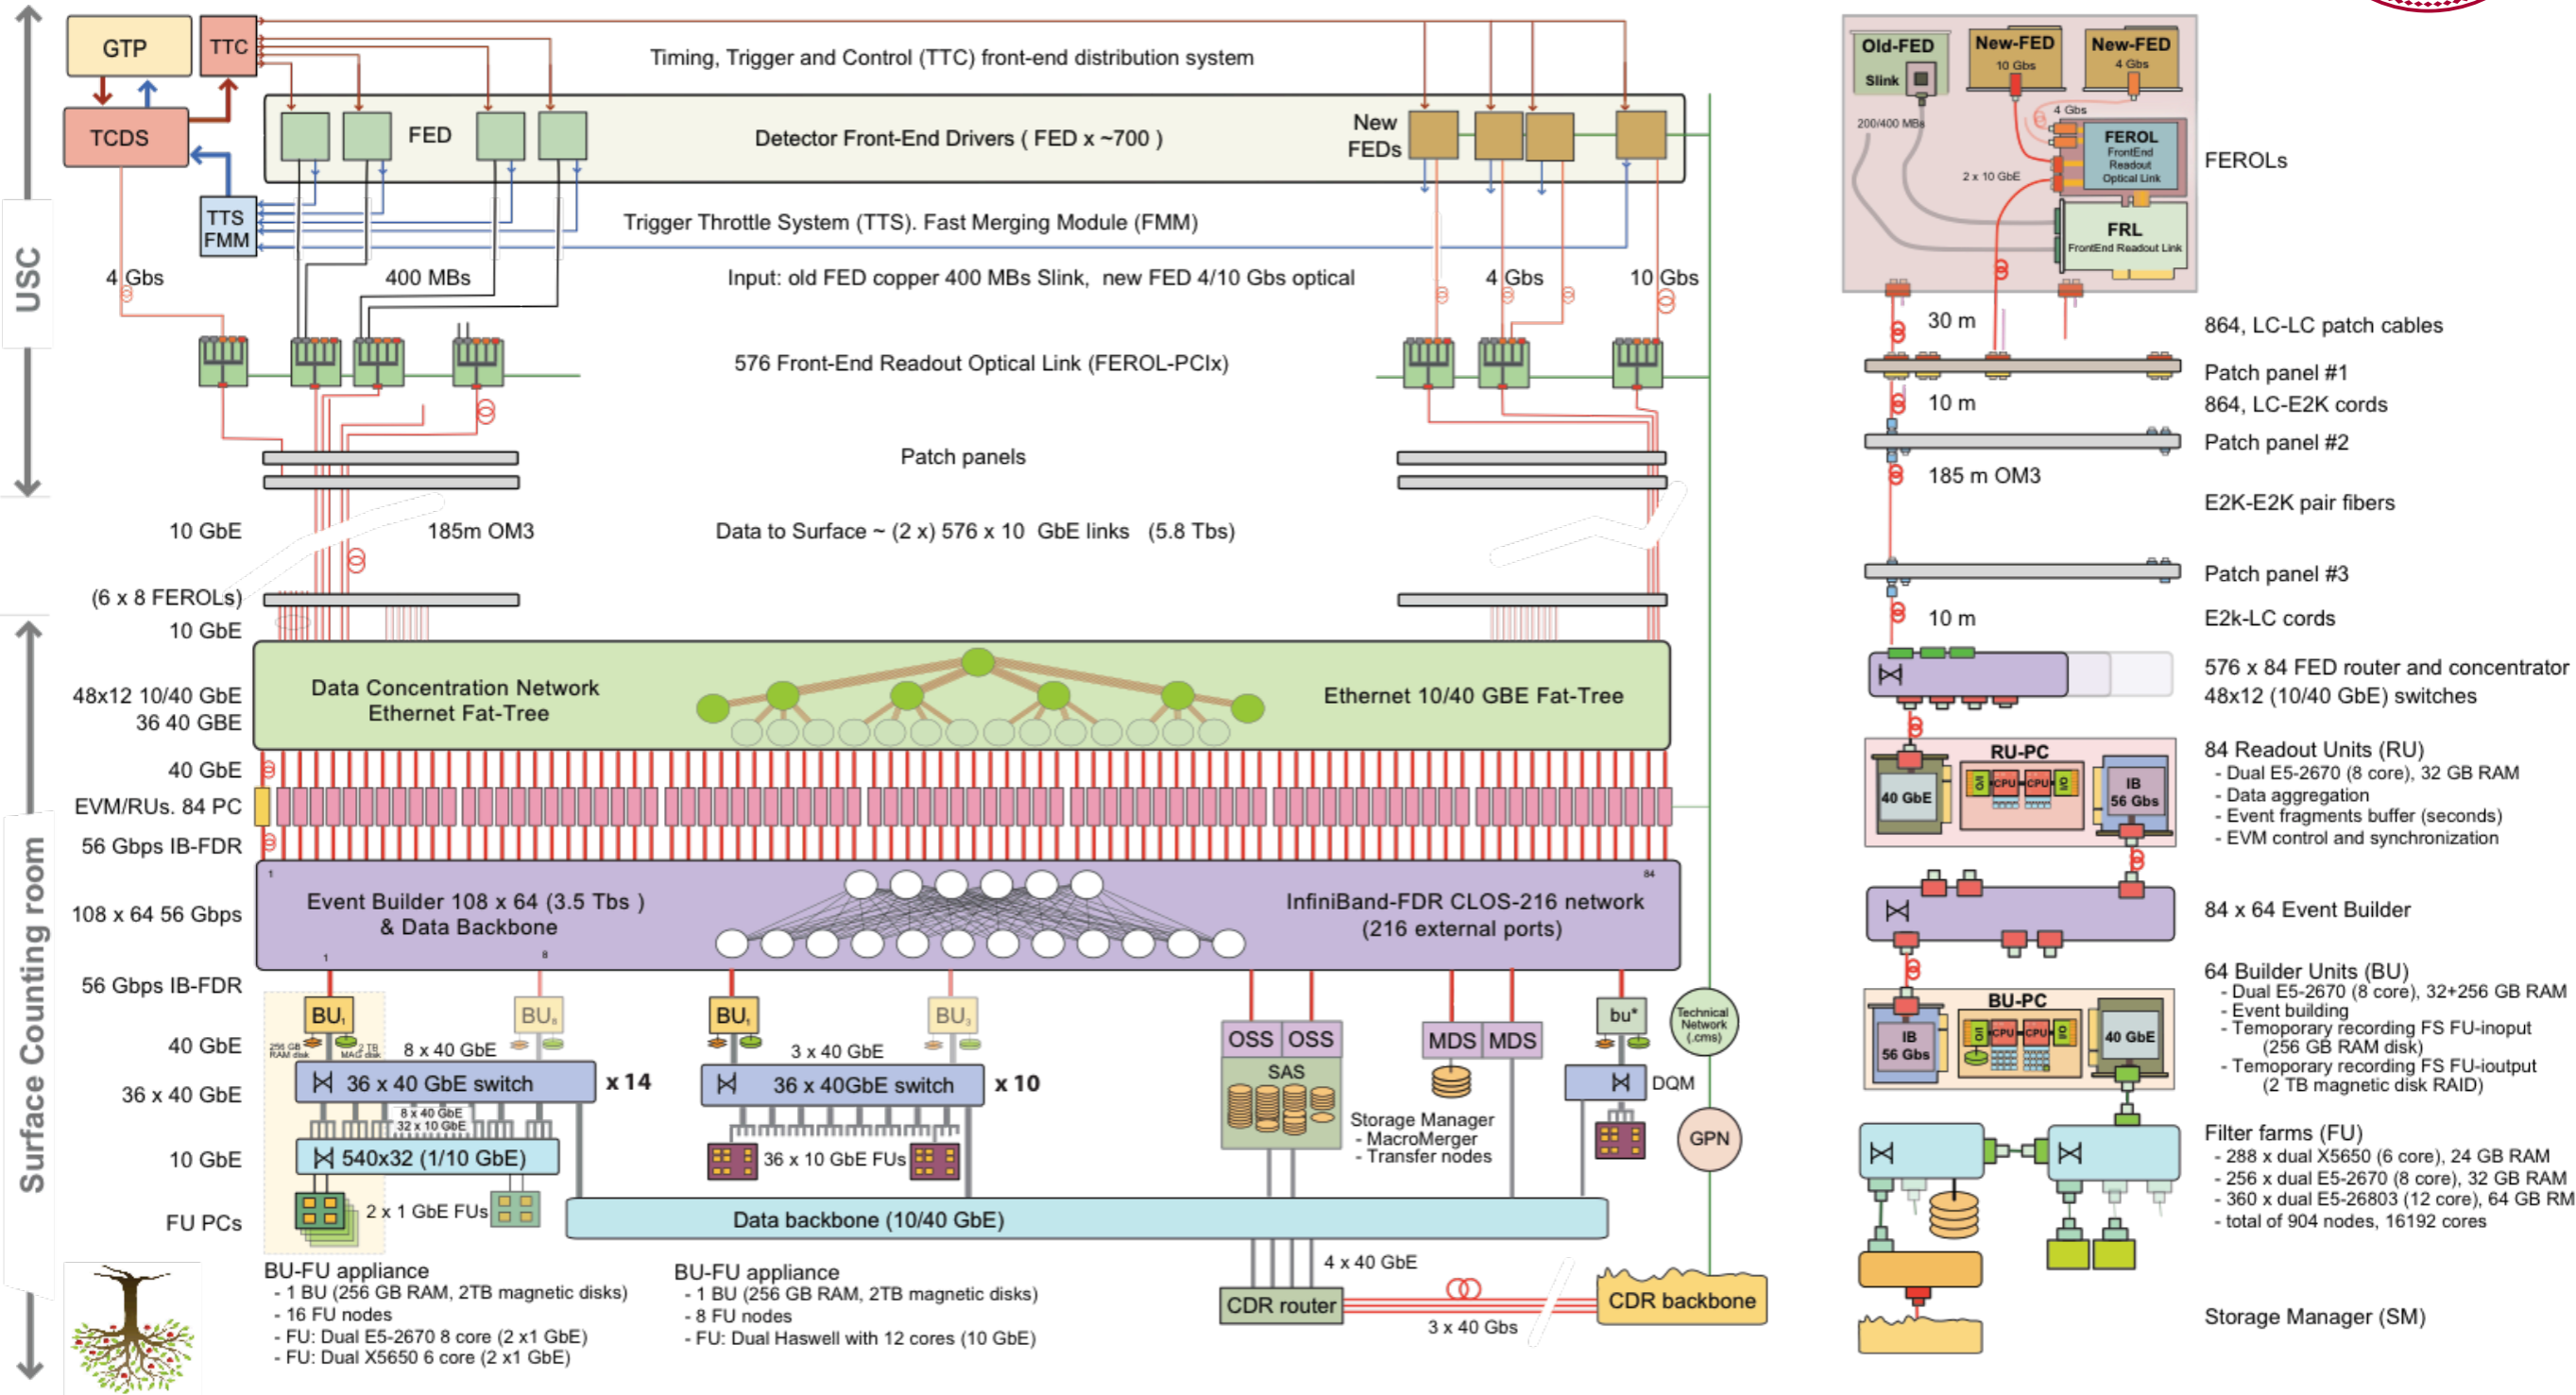 GTP
TTC
TCDS
TTS
FMM
USC
Surface Counting room
Timing, Trigger and Control (TTC) front-end distribution system
FED
Detector Front-End Drivers ( FED x ~700 )
New
FEDs
Trigger Throttle System (TTS). Fast Merging Module (FMM)
4 Gbs
400 MBs
Input: old FED copper 400 MBs Slink, new FED 4/10 Gbs optical
4 Gbs
10 Gbs
576 Front-End Readout Optical Link (FEROL-PCIx)
Patch panels
10 GbE
185m OM3
Data to Surface ~ (2 x) 576 x 10 GbE links (5.8 Tbs)
(6 x 8 FEROLs)
10 GbE
48x12 10/40 GbE
36 40 GBE
Data Concentration Network
Ethernet Fat-Tree
Ethernet 10/40 GBE Fat-Tree
40 GbE
EVM/RUs. 84 PC
56 Gbps IB-FDR
1
84
108 x 64 56 Gbps
Event Builder 108 x 64 (3.5 Tbs )
& Data Backbone
InfiniBand-FDR CLOS-216 network
(216 external ports)
1
8
56 Gbps IB-FDR
BU1
BU8
BU1
BU3
bu*
OSS
OSS
MDS
MDS
Technical
Network
(.cms)
40 GbE
256 GB
RAM disk
2 TB
MAG disk
8 x 40 GbE
3 x 40 GbE
36 x 40 GbE switch
x 14
36 x 40GbE switch
x 10
SAS
DQM
36 x 40 GbE
8 x 40 GbE
32 x 10 GbE
Storage Manager
- MacroMerger
- Transfer nodes
GPN
10 GbE
540x32 (1/10 GbE)
36 x 10 GbE FUs
FU PCs
2 x 1 GbE FUs
Data backbone (10/40 GbE)
BU-FU appliance
- 1 BU (256 GB RAM, 2TB magnetic disks)
- 16 FU nodes
- FU: Dual E5-2670 8 core (2 x1 GbE)
- FU: Dual X5650 6 core (2 x1 GbE)
BU-FU appliance
- 1 BU (256 GB RAM, 2TB magnetic disks)
- 8 FU nodes
- FU: Dual Haswell with 12 cores (10 GbE)
4 x 40 GbE
CDR router
3 x 40 Gbs
CDR backbone
Old-FED
Slink
New-FED
10 Gbs
New-FED
4 Gbs
4 Gbs
200/400 MBs
FEROL
FrontEnd
Readout
Optical Link
2 x 10 GbE
FRL
FrontEnd Readout Link
FEROLs
30 m
864, LC-LC patch cables
Patch panel #1
10 m
864, LC-E2K cords
Patch panel #2
185 m OM3
E2K-E2K pair fibers
Patch panel #3
10 m
E2k-LC cords
576 x 84 FED router and concentrator
48x12 (10/40 GbE) switches
RU-PC
40 GbE
I/O
CPU
CPU
I/O
IB
56 Gbs
84 Readout Units (RU)
- Dual E5-2670 (8 core), 32 GB RAM
- Data aggregation
- Event fragments buffer (seconds)
- EVM control and synchronization
84 x 64 Event Builder
BU-PC
IB
56 Gbs
I/O
CPU
CPU
I/O
40 GbE
64 Builder Units (BU)
- Dual E5-2670 (8 core), 32+256 GB RAM
- Event building
- Temoporary recording FS FU-inoput
(256 GB RAM disk)
- Temoporary recording FS FU-ioutput
(2 TB magnetic disk RAID)
Filter farms (FU)
- 288 x dual X5650 (6 core), 24 GB RAM
- 256 x dual E5-2670 (8 core), 32 GB RAM
- 360 x dual E5-26803 (12 core), 64 GB RM
- total of 904 nodes, 16192 cores
Storage Manager (SM)